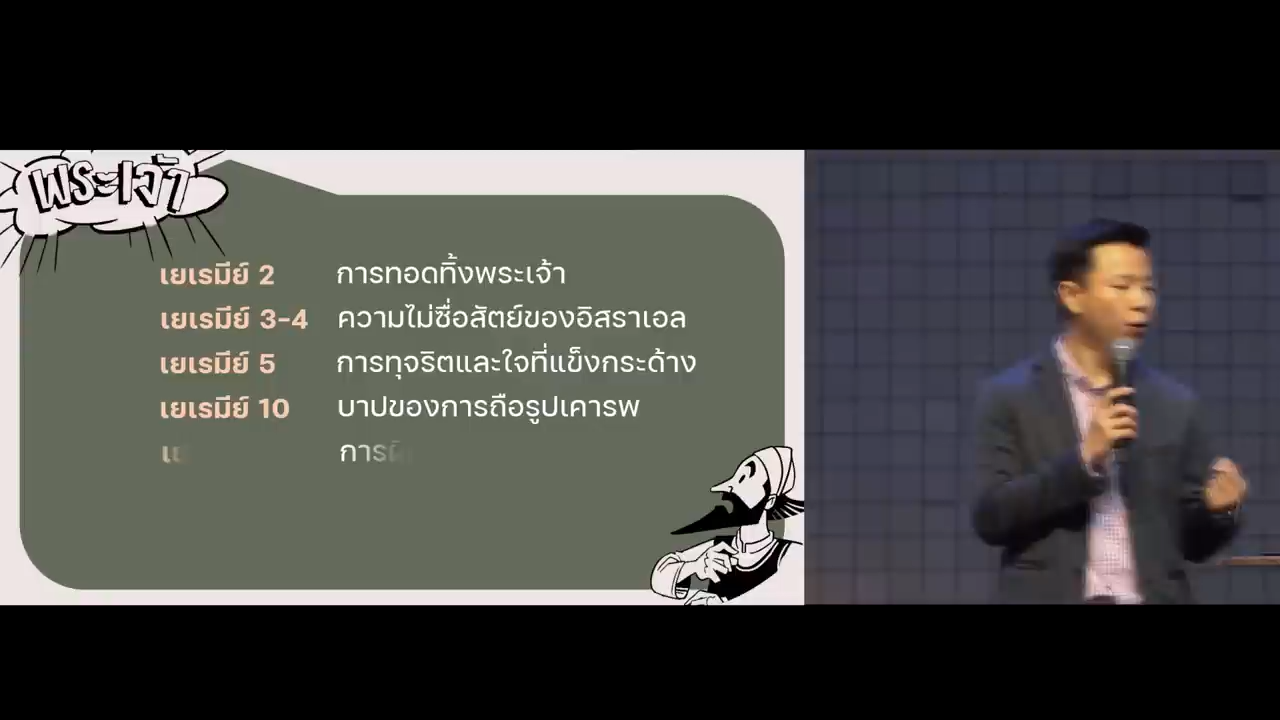 พระเจ้า
เยเรมีย์ 2 การทอดทิ้งพระเจ้า
เยเรมีย์ 3-4 ความไม่ซื่อสัตย์ของอิสราเอล
เยเรมีย์ 5 การทุจริตและใจที่แข็งกระด้าง
เยเรมีย์ 10 บาปของการถือรูปเคารพ
การ